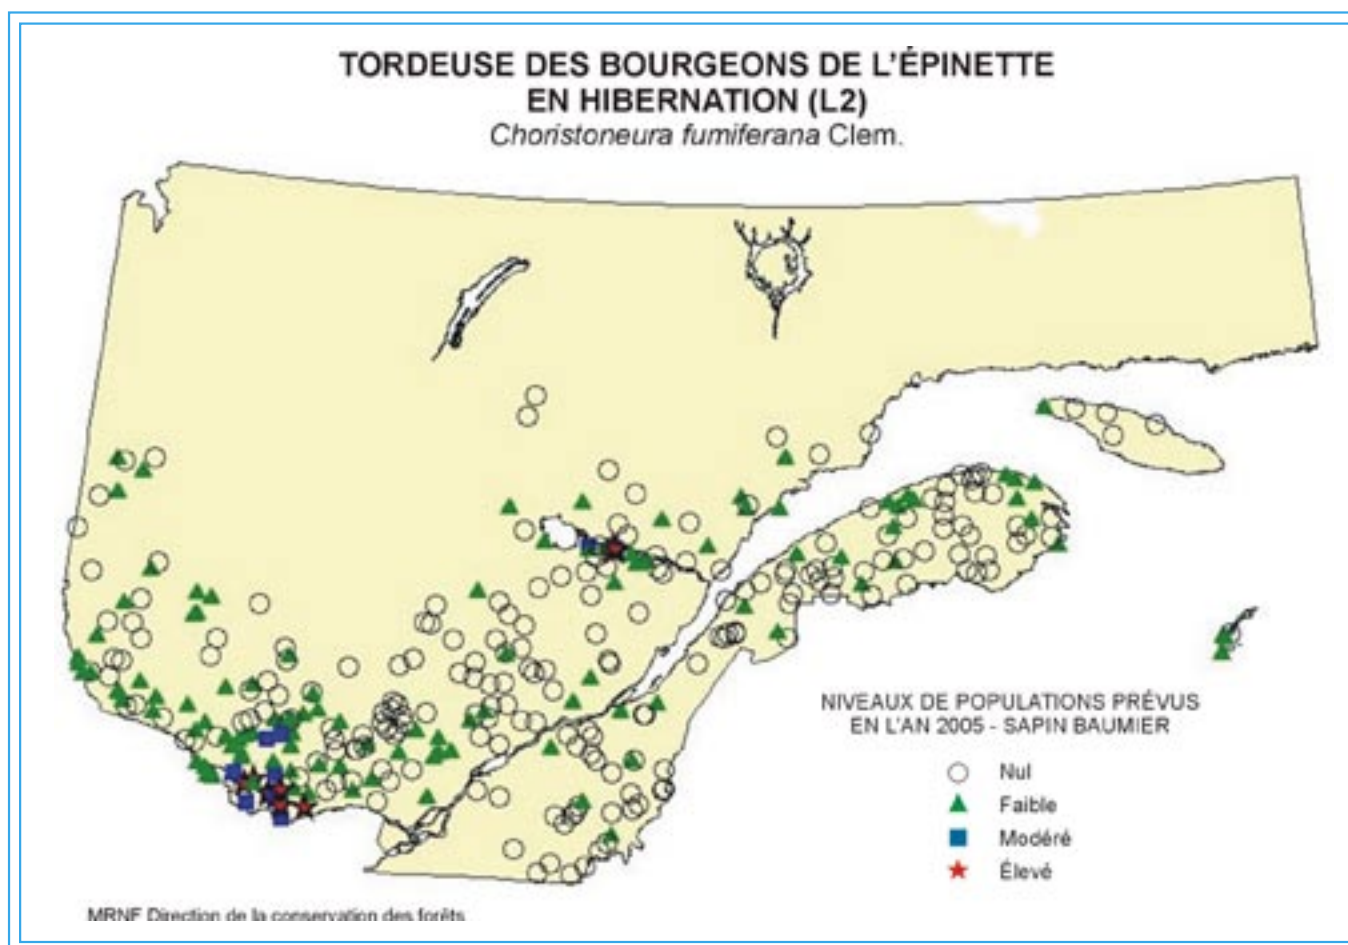 TORDEUSE DES BOURGEONS DE L'ÉPINETTE
EN HIBERNATION (L2)
Choristoneura fumiferana Clem.
NIVEAUX DE POPULATIONS PRÉVUS
EN L'AN 2005 - SAPIN BAUMIER
Nul
Faible
Modéré
Élevé
MRNF Direction de la conservation des forêts